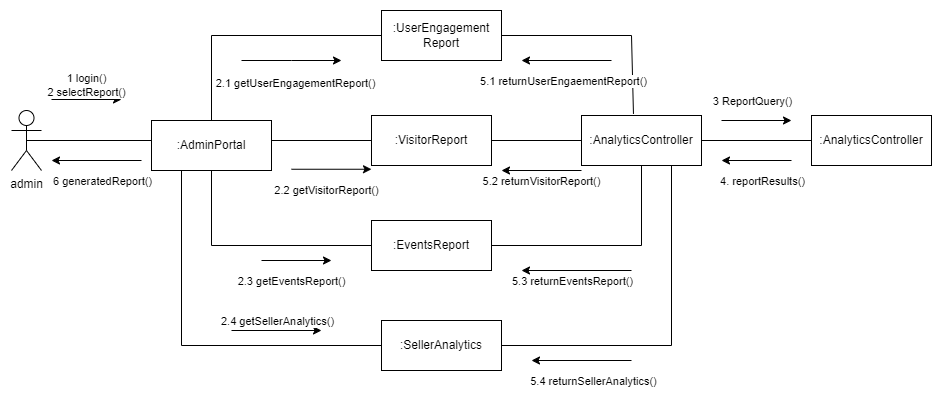 :UserEngagement
Report
1 login()
2 selectReport()
2.1 getUserEngagementReport()
5.1 returnUserEngaementReport()
3 ReportQuery()
:AdminPortal
:VisitorReport
:AnalyticsController
:AnalyticsController
admin
6 generatedReport()
2.2 getVisitorReport()
5.2 returnVisitorReport()
4. reportResults()
:EventsReport
2.3 getEventsReport()
5.3 returnEventsReport()
2.4 getSellerAnalytics()
:SellerAnalytics
5.4 returnSellerAnalytics()